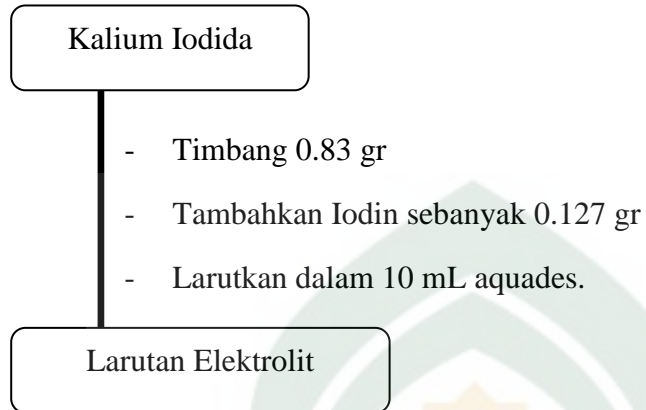 Kalium Iodida
- Timbang 0.83 gr
- Tambahkan Iodin sebanyak 0.127 gr
- Larutkan dalam 10 mL aquades.
Larutan Elektrolit